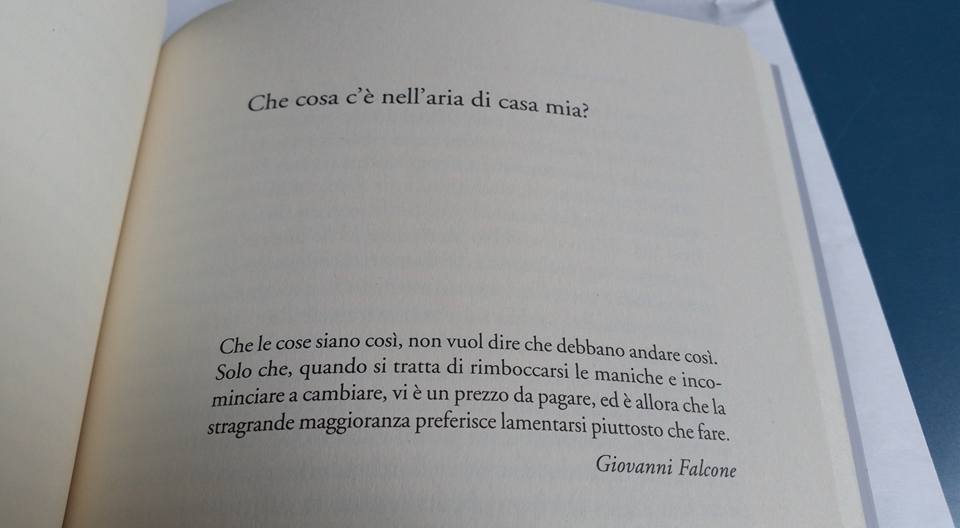 Che cosa c'è nell'aria di casa mia?
Che le cose siano così, non vuol dire che debbano andare così.
Solo che, quando si tratta di rimboccarsi le maniche e inco-
minciare a cambiare, vi è un prezzo da pagare, ed è allora che la
stragrande maggioranza preferisce lamentarsi piuttosto che fare.
Giovanni Falcone